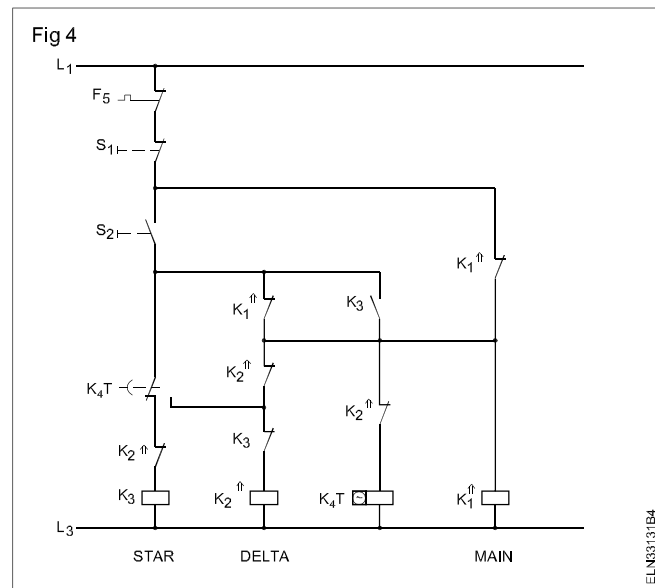 Fig 4
L1
F5
S1
S2
K1⇑
K1⇑
K3
K2⇑
K4T
K2⇑
K2⇑
K3
K3
K2⇑
K4T
K1⇑
L3
STAR DELTA MAIN
ELN33131B4